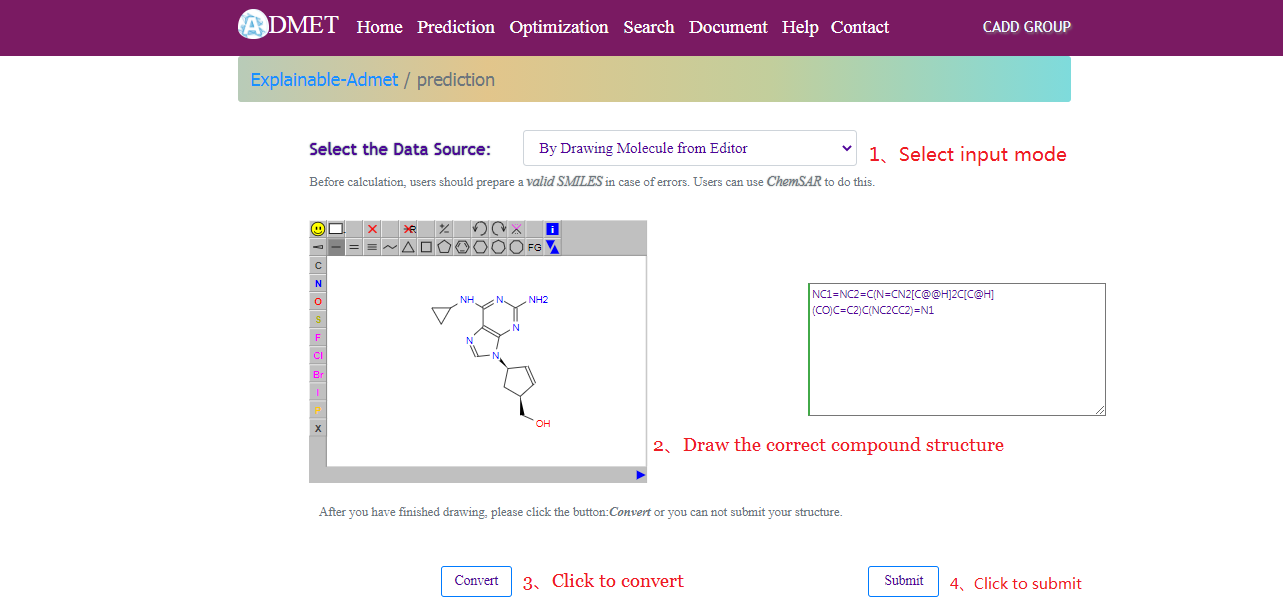 ADMET Home Prediction Optimization Search Document Help Contact CADD GROUP
Explainable-Admet / prediction
Select the Data Source: By Drawing Molecule from Editor 1、Select input mode
Before calculation, users should prepare a valid SMILES in case of errors. Users can use ChemSAR to do this.
XR +/- i
FG
C
N
O
S
F
Cl
Br
I
X
NH N NH2
N
N
N
OH
NC1=NC2=C(N=CN2[C@@H]2C[C@H]
(CO)C=C2)C(NC2CC2)=N1
2、Draw the correct compound structure
After you have finished drawing, please click the button:Convert or you can not submit your structure.
Convert 3、Click to convert Submit 4、Click to submit